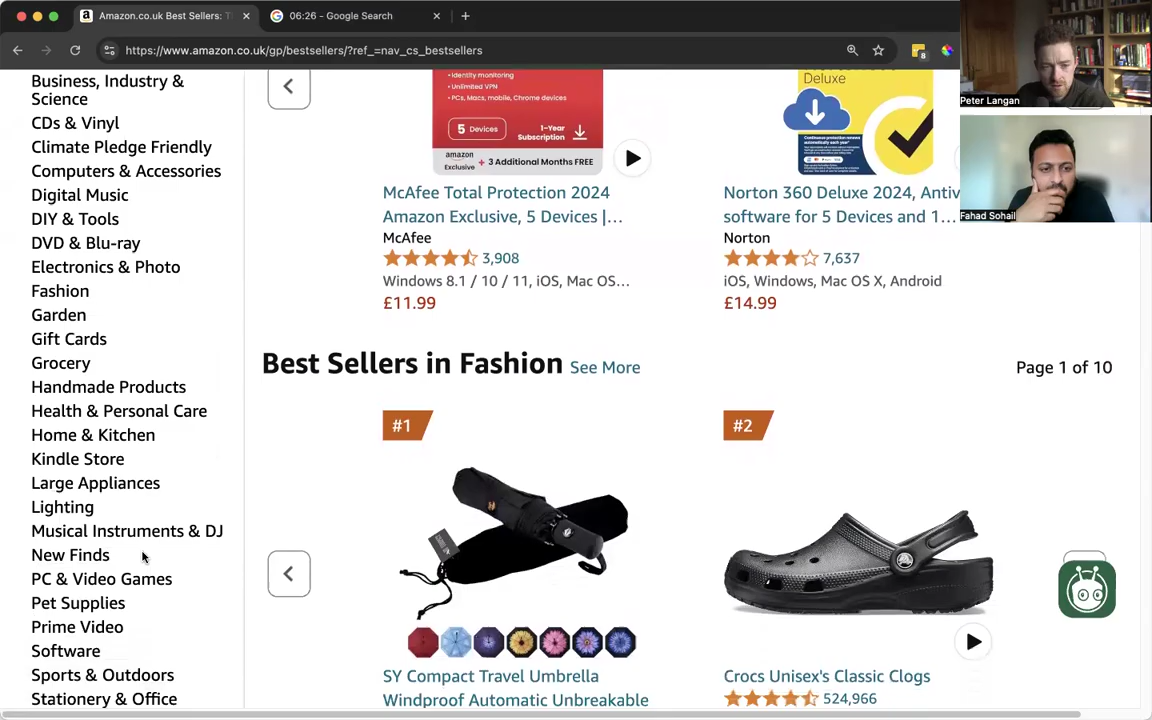 Amazon.co.uk Best Sellers: T
06:26 - Google Search
https://www.amazon.co.uk/gp/bestsellers/?ref_=nav_cs_bestsellers
8
Peter Langan
Fahad Sohail
Business, Industry &
Science
CDs & Vinyl
Climate Pledge Friendly
Computers & Accessories
Digital Music
DIY & Tools
DVD & Blu-ray
Electronics & Photo
Fashion
Garden
Gift Cards
Grocery
Handmade Products
Health & Personal Care
Home & Kitchen
Kindle Store
Large Appliances
Lighting
Musical Instruments & DJ
New Finds
PC & Video Games
Pet Supplies
Prime Video
Software
Sports & Outdoors
Stationery & Office
• Identity monitoring
• Unlimited VPN
• PCs, Macs, mobile, Chrome devices
5 Devices
1-Year
Subscription
amazon
Exclusive
+ 3 Additional Months FREE
McAfee Total Protection 2024
Amazon Exclusive, 5 Devices |...
McAfee
3,908
Windows 8.1 / 10 / 11, iOS, Mac OS...
£11.99
Deluxe
Norton 360 Deluxe 2024, Antiv
software for 5 Devices and 1...
Norton
7,637
iOS, Windows, Mac OS X, Android
£14.99
Best Sellers in Fashion See More
Page 1 of 10
#1
SY Compact Travel Umbrella
Windproof Automatic Unbreakable
#2
Crocs Unisex's Classic Clogs
524,966